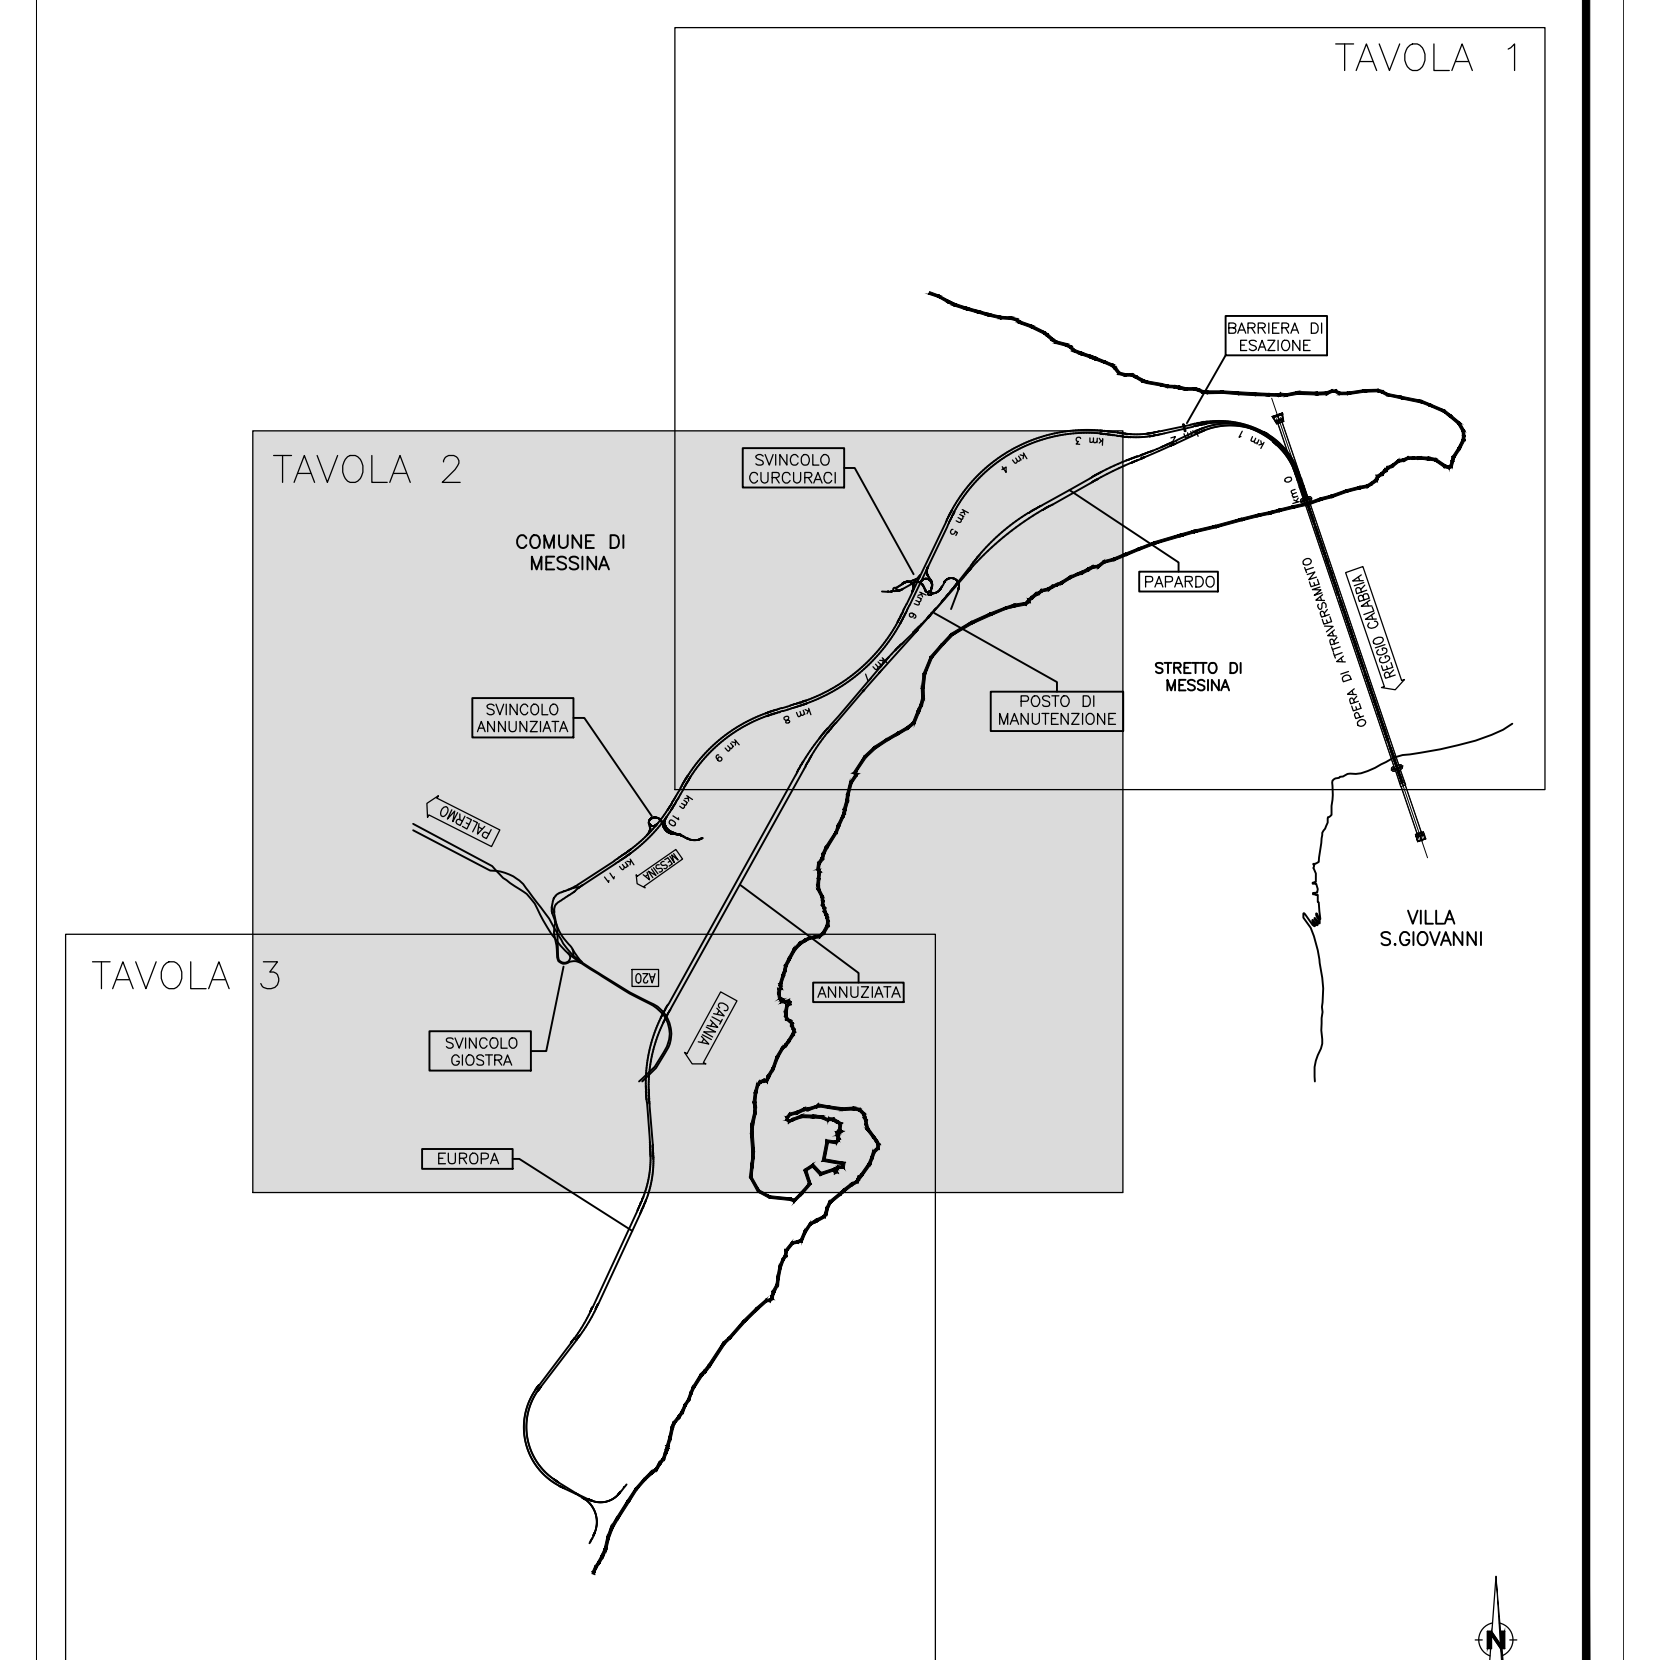 TAVOLA 1
BARRIERA DI
ESAZIONE
TAVOLA 2
SVINCOLO
CURCURACI
km 0
km 1
km 2
km 3
km 4
km 5
km 6
km 7
km 8
km 9
km 10
km 11
COMUNE DI
MESSINA
PAPARDO
OPERA DI ATTRAVERSAMENTO
REGGIO CALABRIA
STRETTO DI
MESSINA
POSTO DI
MANUTENZIONE
SVINCOLO
ANNUNZIATA
PALERMO
MESSINA
VILLA
S.GIOVANNI
TAVOLA 3
A20
ANNUZIATA
CATANIA
SVINCOLO
GIOSTRA
EUROPA
N